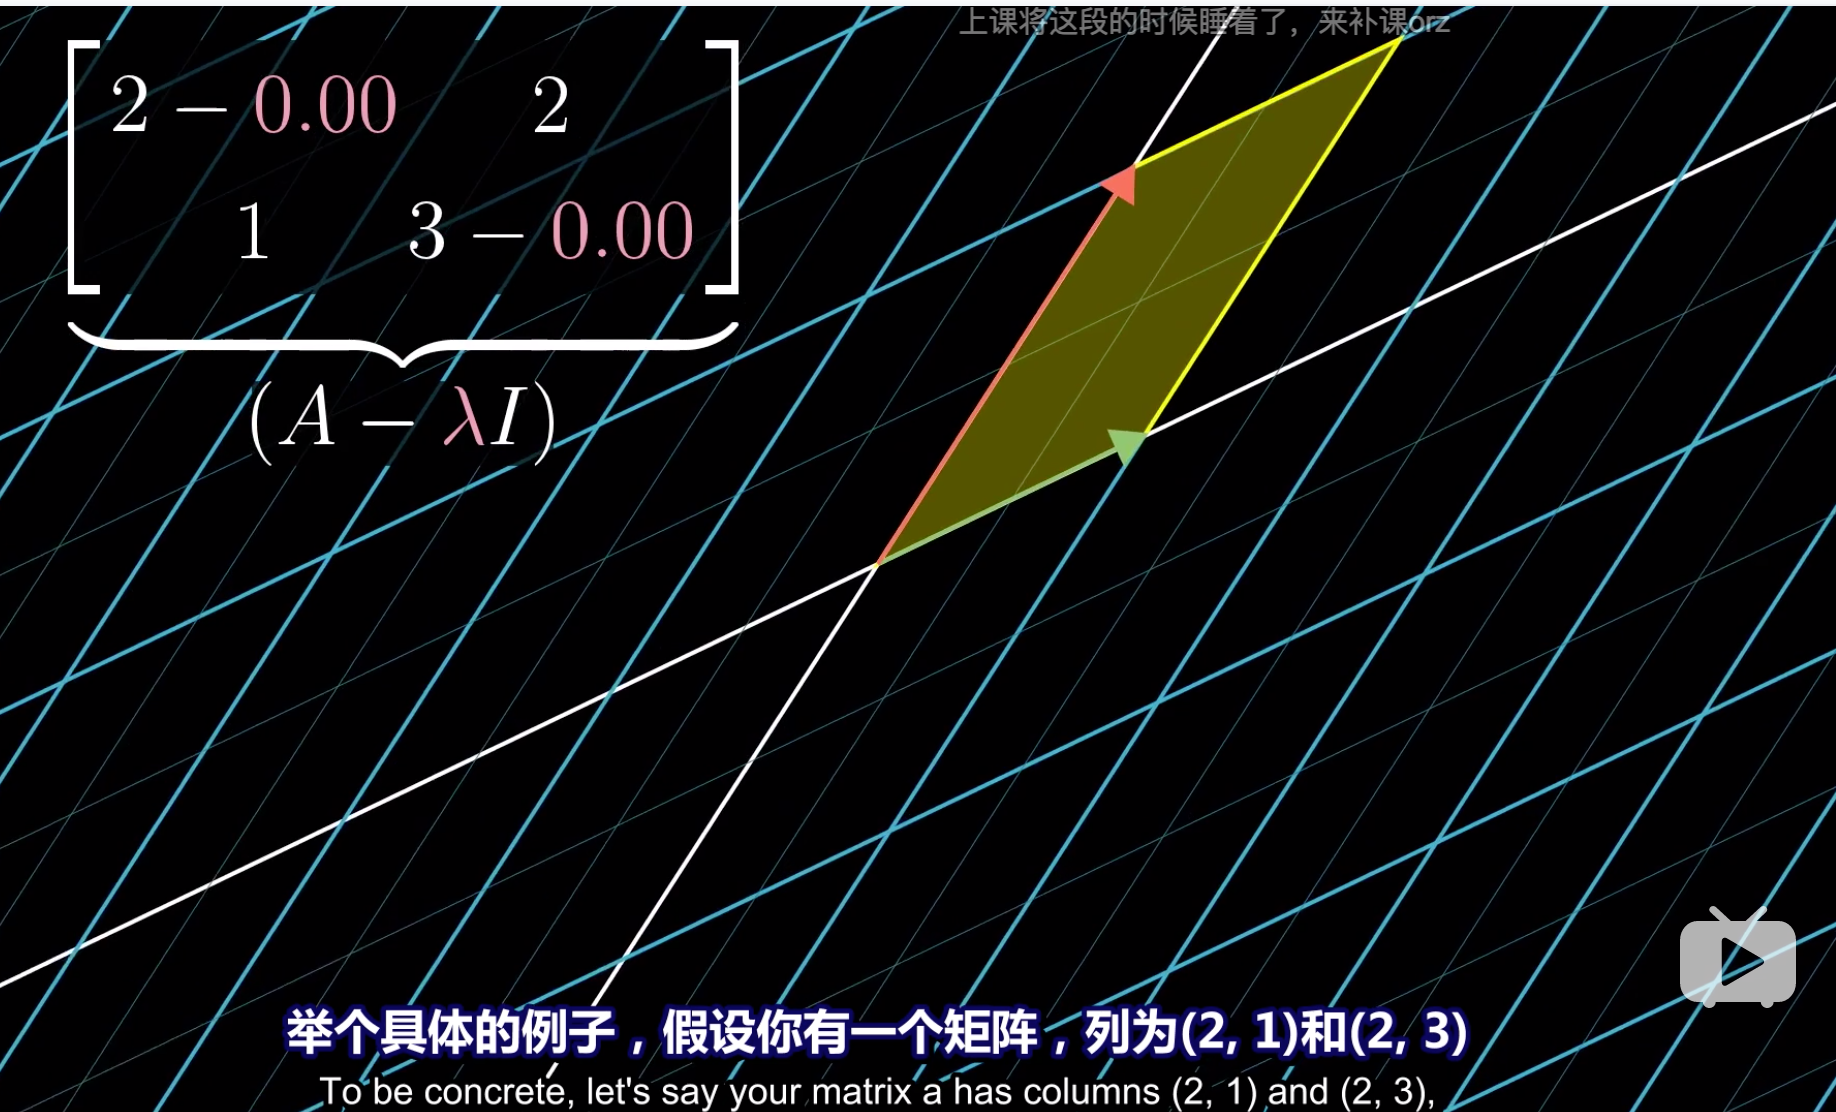 上课将这段的时候睡着了，来补课orz
2 − 0.00 2
1 3 − 0.00
(A − λI)
举个具体的例子，假设你有一个矩阵，列为(2, 1)和(2, 3)
To be concrete, let's say your matrix a has columns (2, 1) and (2, 3),